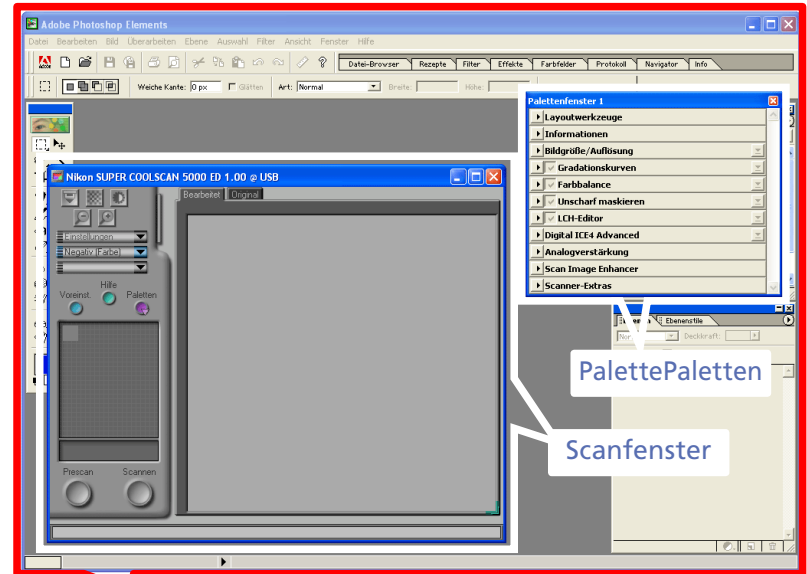 Adobe Photoshop Elements
Datei Bearbeiten Bild Überarbeiten Ebene Auswahl Filter Ansicht Fenster Hilfe
Datei-Browser Rezepte Filter Effekte Farbfelder Protokoll Navigator Info
Weiche Kante: 0 px Glätten Art: Normal Breite: Höhe:
Palettenfenster 1
Layoutwerkzeuge
Informationen
Bildgröße/Auflösung
Gradationskurven
Farbbalance
Unscharf maskieren
LCH-Editor
Digital ICE4 Advanced
Analogverstärkung
Scan Image Enhancer
Scanner-Extras
Nikon SUPER COOLSCAN 5000 ED 1.00 @ USB
Bearbeitet Original
Einstellungen
Negativ (Farbe)
Hilfe
Voreinst. Paletten
Prescan Scannen
Ebenenstile
Deckkraft:
PalettePaletten
Scanfenster